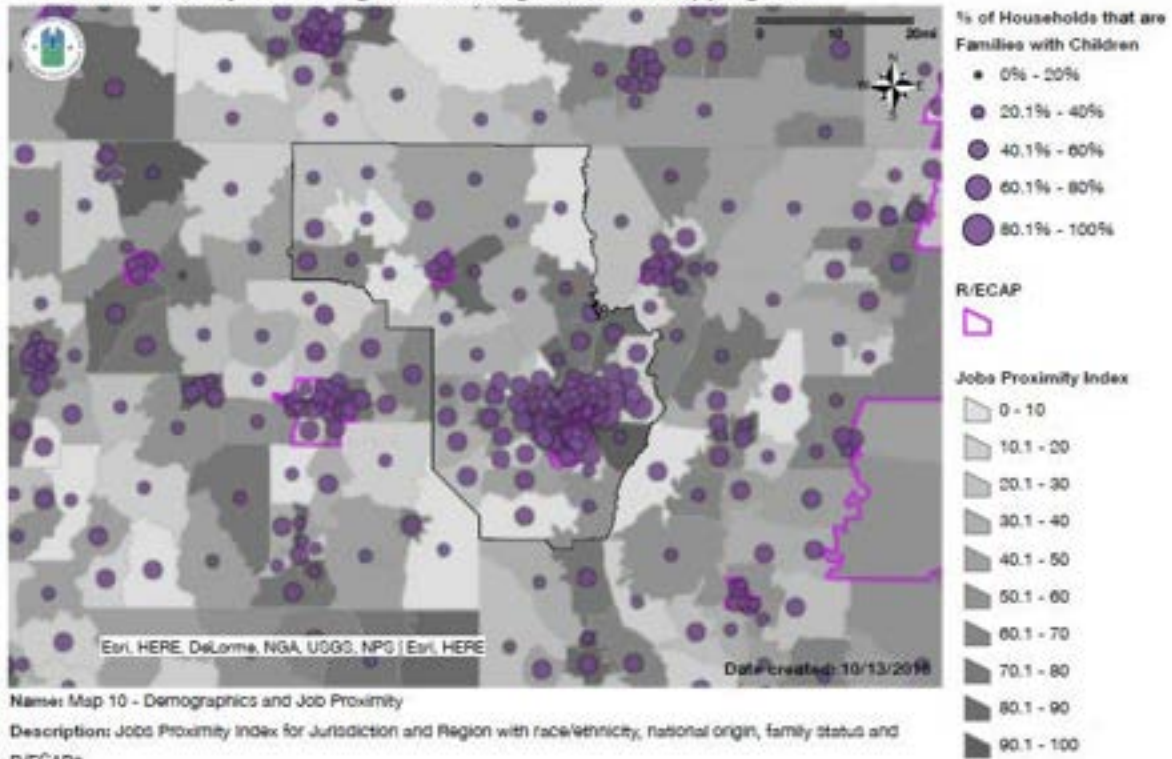 0 10 20mi
N
W E
S
% of Households that are
Families with Children
0% - 20%
20.1% - 40%
40.1% - 60%
60.1% - 80%
80.1% - 100%
R/ECAP
Jobs Proximity Index
0 - 10
10.1 - 20
20.1 - 30
30.1 - 40
40.1 - 50
50.1 - 60
60.1 - 70
70.1 - 80
80.1 - 90
90.1 - 100
Esri, HERE, DeLorme, NGA, USGS, NPS | Esri, HERE
Date created: 10/13/2016
Name: Map 10 - Demographics and Job Proximity
Description: Jobs Proximity Index for Jurisdiction and Region with race/ethnicity, national origin, family status and
R/ECAPs